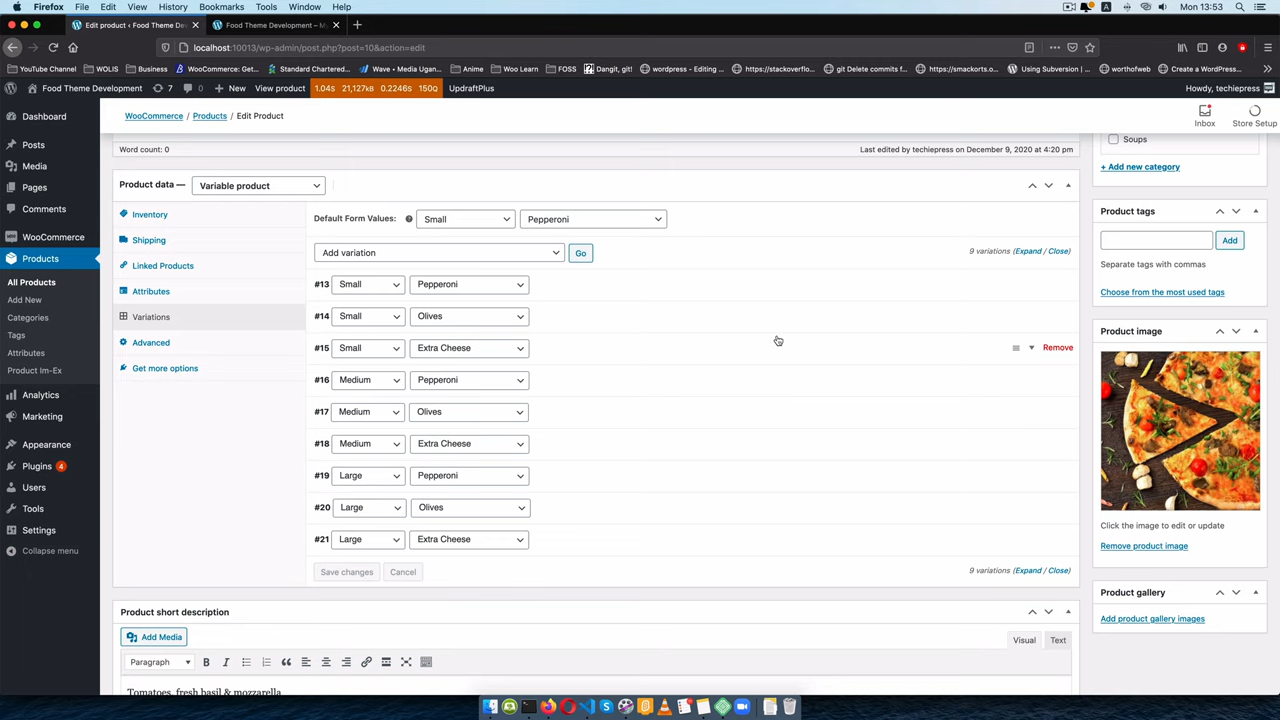 Firefox File Edit View History Bookmarks Tools Window Help Mon 13:53
Edit product ‹ Food Theme De
Food Theme Development – M
localhost:10013/wp-admin/post.php?post=10&action=edit
YouTube Channel WOLIS Business WooCommerce: Get... Standard Chartered... Wave • Media Ugan... Anime Woo Learn FOSS Dangit, git! wordpress - Editing ... https://stackoverflo... git Delete commits f... https://smackorts.o... Using Subversion | ... worthofweb Create a WordPress...
Food Theme Development 7 0 New View product 1.04S 21,127KB 0.2246S 150Q UpdraftPlus Howdy, techiepress
WooCommerce / Products / Edit Product
Inbox
Store Setup
Dashboard
Posts
Media
Pages
Comments
WooCommerce
Products
All Products
Add New
Categories
Tags
Attributes
Product Im-Ex
Analytics
Marketing
Appearance
Plugins 4
Users
Tools
Settings
Collapse menu
Word count: 0 Last edited by techiepress on December 9, 2020 at 4:20 pm
Product data — Variable product
Inventory
Shipping
Linked Products
Attributes
Variations
Advanced
Get more options
Default Form Values: Small Pepperoni
Add variation Go 9 variations (Expand / Close)
#13 Small Pepperoni
#14 Small Olives
#15 Small Extra Cheese Remove
#16 Medium Pepperoni
#17 Medium Olives
#18 Medium Extra Cheese
#19 Large Pepperoni
#20 Large Olives
#21 Large Extra Cheese
Save changes Cancel 9 variations (Expand / Close)
Product short description
Add Media Visual Text
Paragraph
Tomatoes, fresh basil & mozzarella
Soups
+ Add new category
Product tags
Add
Separate tags with commas
Choose from the most used tags
Product image
Click the image to edit or update
Remove product image
Product gallery
Add product gallery images